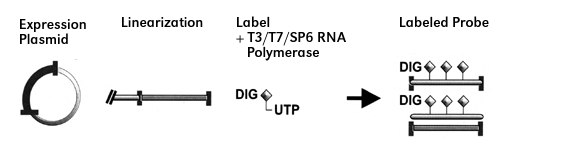 Expression
Plasmid
Linearization
Label
+ T3/T7/SP6 RNA
Polymerase
Labeled Probe
DIG
UTP
DIG
DIG